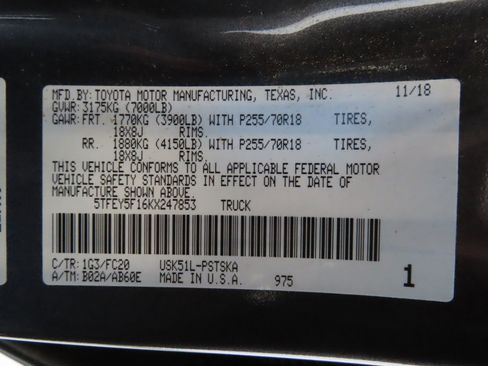 MFD.BY:TOYOTA MOTOR MANUFACTURING, TEXAS, INC. 11/18
GVWR:3175KG (7000LB)
GAWR:FRT. 1770KG (3900LB) WITH P255/70R18 TIRES,
18X8J RIMS.
RR. 1880KG (4150LB) WITH P255/70R18 TIRES,
18X8J RIMS.
THIS VEHICLE CONFORMS TO ALL APPLICABLE FEDERAL MOTOR
VEHICLE SAFETY STANDARDS IN EFFECT ON THE DATE OF
MANUFACTURE SHOWN ABOVE.
5TFEY5F16KX247853 TRUCK
C/TR:1G3/FC20 USK51L-PSTSKA
A/TM:B02A/AB60E MADE IN U.S.A. 975 1